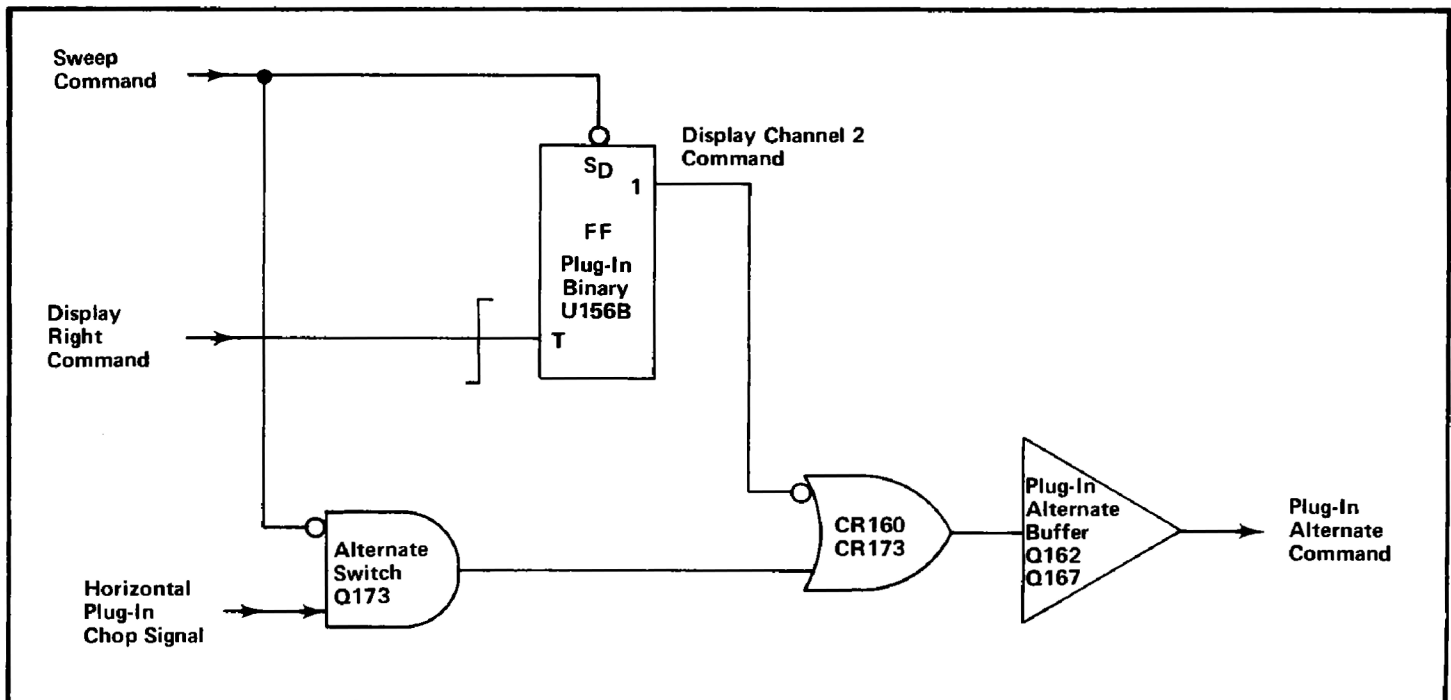 Sweep
Command
Display Channel 2
Command
SD
1
FF
Plug-In
Binary
U156B
T
Display
Right
Command
Alternate
Switch
Q173
Horizontal
Plug-In
Chop Signal
CR160
CR173
Plug-In
Alternate
Buffer
Q162
Q167
Plug-In
Alternate
Command